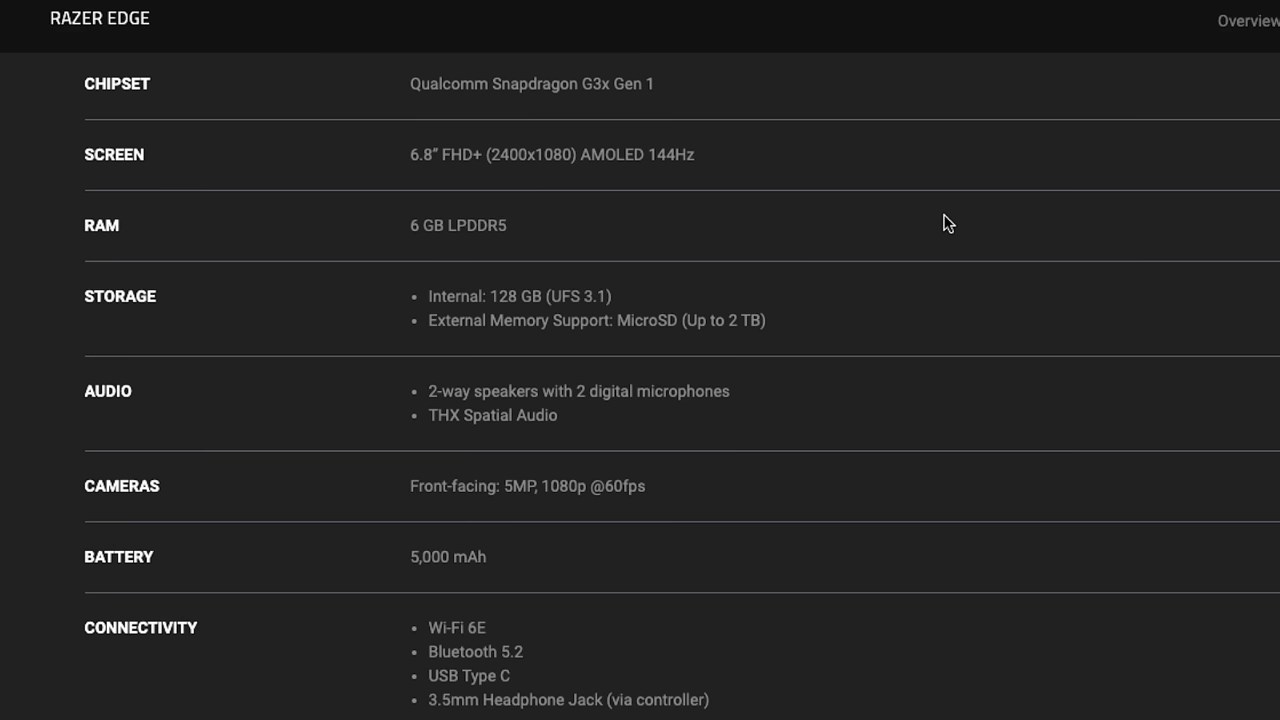 RAZER EDGE
Overview
CHIPSET
Qualcomm Snapdragon G3x Gen 1
SCREEN
6.8” FHD+ (2400x1080) AMOLED 144Hz
RAM
6 GB LPDDR5
STORAGE
• Internal: 128 GB (UFS 3.1)
• External Memory Support: MicroSD (Up to 2 TB)
AUDIO
• 2-way speakers with 2 digital microphones
• THX Spatial Audio
CAMERAS
Front-facing: 5MP, 1080p @60fps
BATTERY
5,000 mAh
CONNECTIVITY
• Wi-Fi 6E
• Bluetooth 5.2
• USB Type C
• 3.5mm Headphone Jack (via controller)